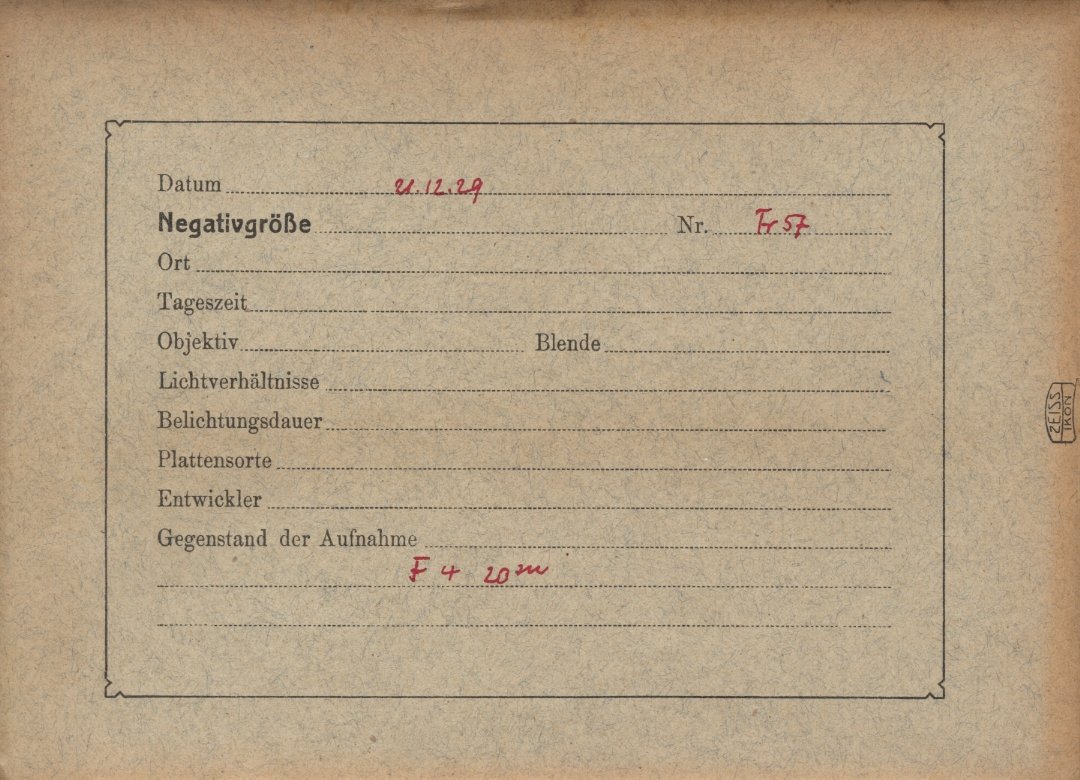 Datum 21.12.29
Negativgröße Nr. Fr 57
Ort
Tageszeit
Objektiv Blende
Lichtverhältnisse
Belichtungsdauer
Plattensorte
Entwickler
Gegenstand der Aufnahme
F 4 20 m
ZEISS
IKON